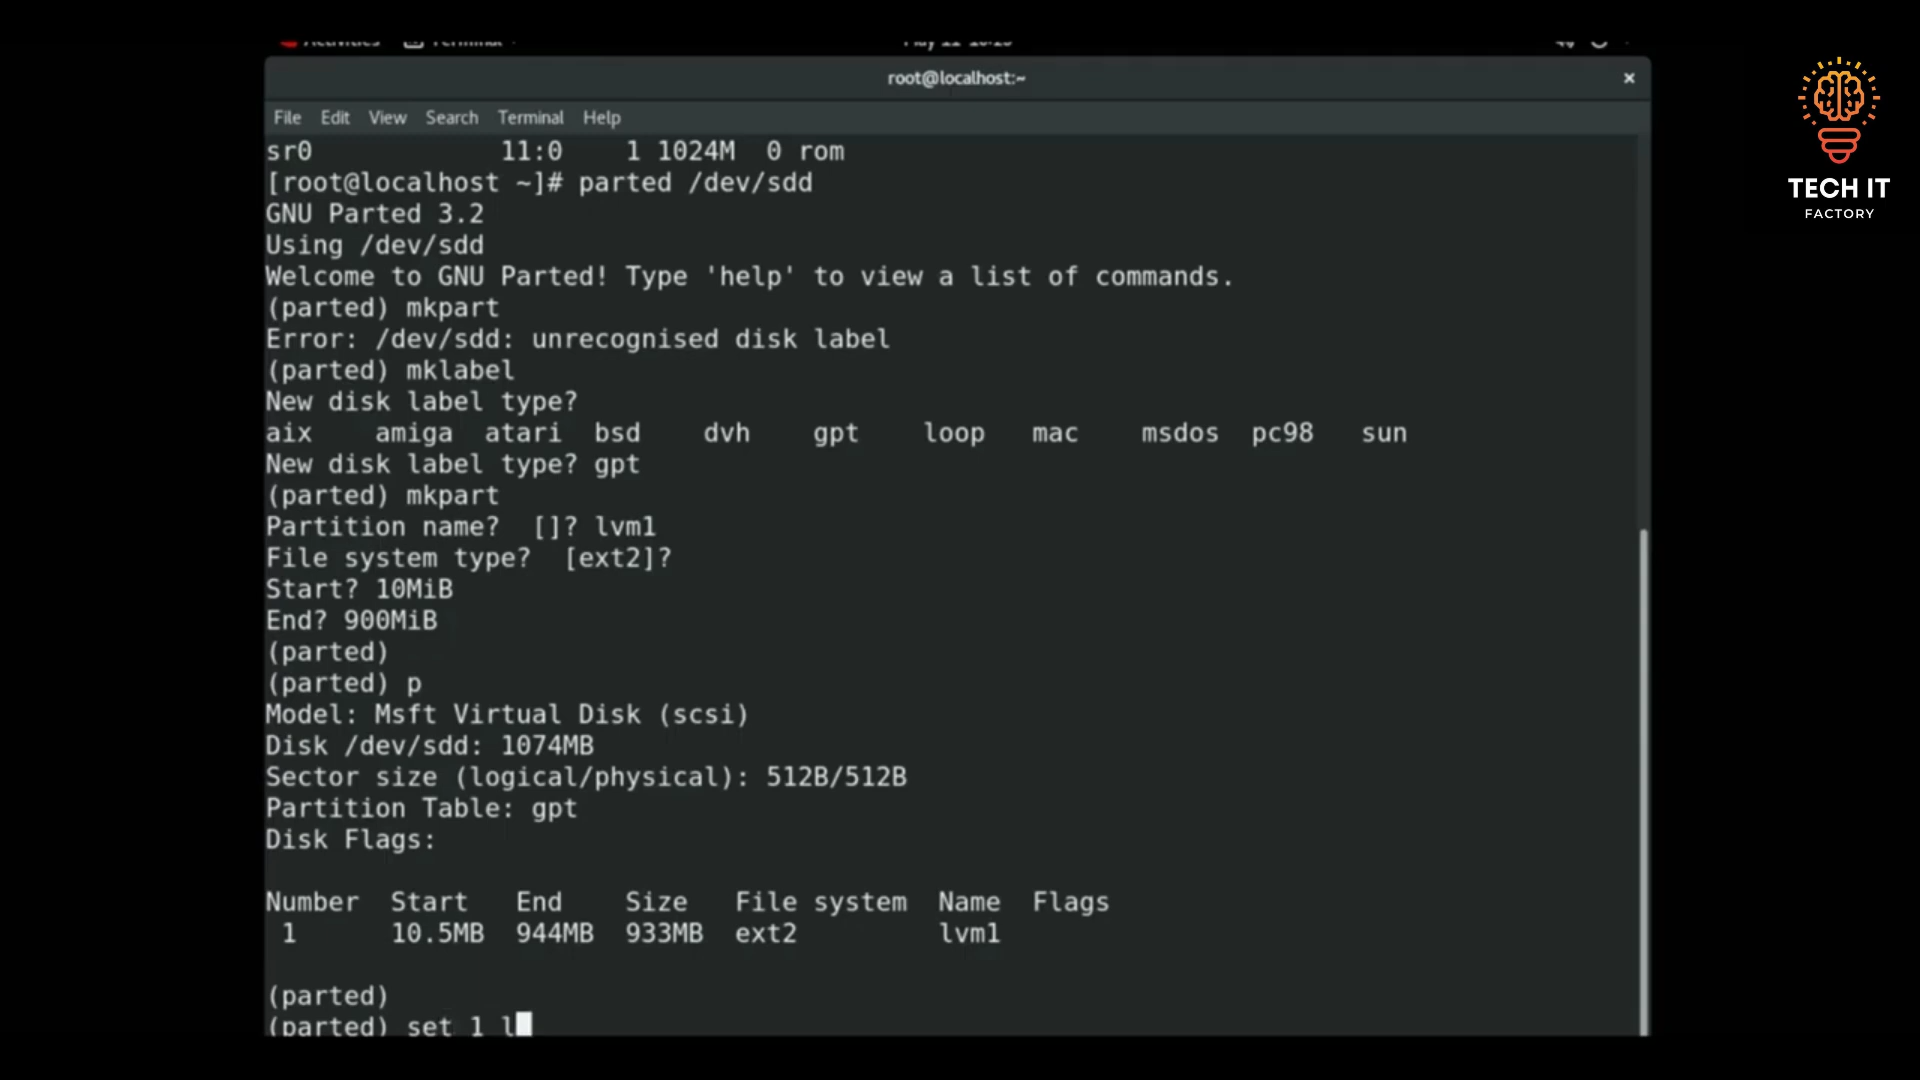 root@localhost:~
×
File Edit View Search Terminal Help
sr0 11:0 1 1024M 0 rom
[root@localhost ~]# parted /dev/sdd
GNU Parted 3.2
Using /dev/sdd
Welcome to GNU Parted! Type 'help' to view a list of commands.
(parted) mkpart
Error: /dev/sdd: unrecognised disk label
(parted) mklabel
New disk label type?
aix amiga atari bsd dvh gpt loop mac msdos pc98 sun
New disk label type? gpt
(parted) mkpart
Partition name? []? lvm1
File system type? [ext2]?
Start? 10MiB
End? 900MiB
(parted)
(parted) p
Model: Msft Virtual Disk (scsi)
Disk /dev/sdd: 1074MB
Sector size (logical/physical): 512B/512B
Partition Table: gpt
Disk Flags:
Number Start End Size File system Name Flags
1 10.5MB 944MB 933MB ext2 lvm1
(parted)
(parted) set 1 l
TECH IT
FACTORY